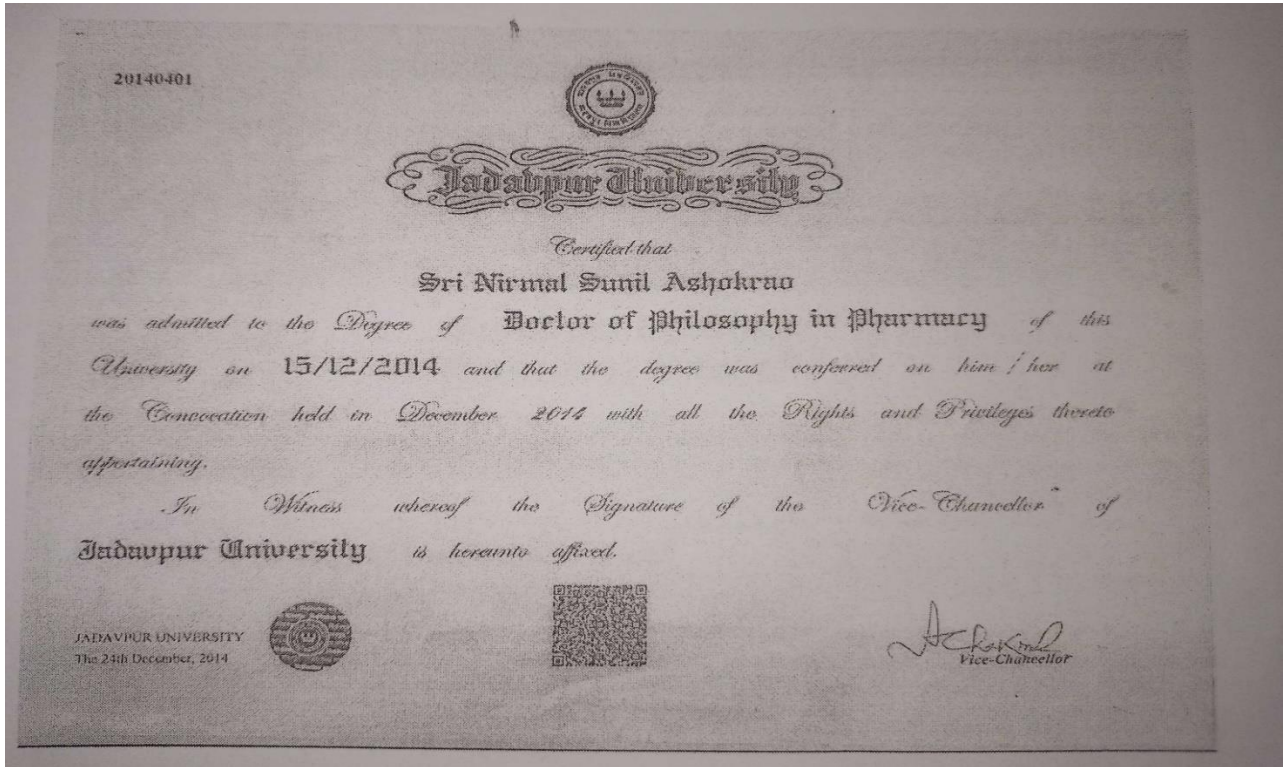 20140401
Jadavpur University
Certified that
Sri Nirmal Sunil Ashokrao
was admitted to the Degree of Doctor of Philosophy in Pharmacy of this
University on 15/12/2014 and that the degree was conferred on him / her at
the Convocation held in December 2014 with all the Rights and Privileges thereto
appertaining.
In Witness whereof the Signature of the Vice-Chancellor of
Jadavpur University is hereunto affixed.
JADAVPUR UNIVERSITY
The 24th December, 2014
Vice-Chancellor